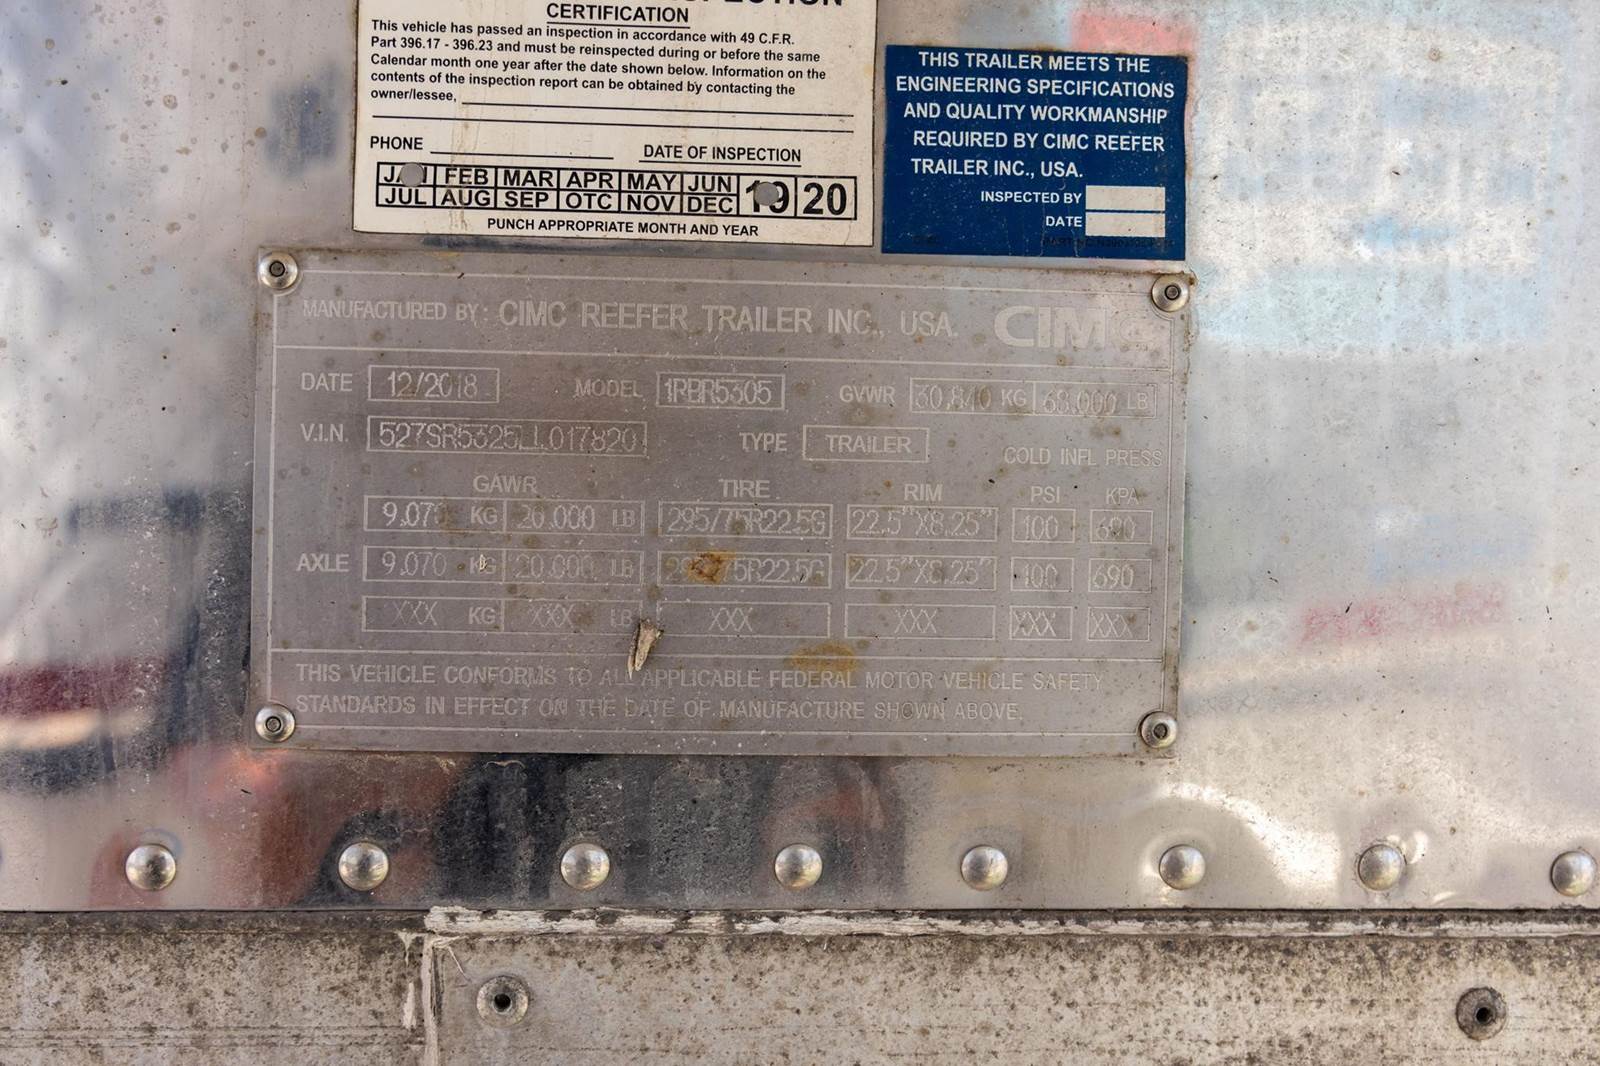 CERTIFICATION
This vehicle has passed an inspection in accordance with 49 C.F.R.
Part 396.17 - 396.23 and must be reinspected during or before the same
Calendar month one year after the date shown below. Information on the
contents of the inspection report can be obtained by contacting the
owner/lessee,
PHONE DATE OF INSPECTION
JAN FEB MAR APR MAY JUN 19 20
JUL AUG SEP OTC NOV DEC
PUNCH APPROPRIATE MONTH AND YEAR
THIS TRAILER MEETS THE
ENGINEERING SPECIFICATIONS
AND QUALITY WORKMANSHIP
REQUIRED BY CIMC REEFER
TRAILER INC., USA.
INSPECTED BY
DATE
MANUFACTURED BY: CIMC REEFER TRAILER INC., USA. CIMC
DATE 12/2018 MODEL 1RBR5305 GVWR 30,840 KG 68,000 LB
V.I.N. TYPE TRAILER
COLD INFL PRESS
GAWR TIRE RIM PSI KPA
9,070 KG 20,000 LB 295/75R22.5G 22.5"X8.25" 100 690
AXLE 9,070 KG 20,000 LB 295/75R22.5G 22.5"X8.25" 100 690
XXX KG XXX LB XXX XXX XXX XXX
THIS VEHICLE CONFORMS TO ALL APPLICABLE FEDERAL MOTOR VEHICLE SAFETY
STANDARDS IN EFFECT ON THE DATE OF MANUFACTURE SHOWN ABOVE.